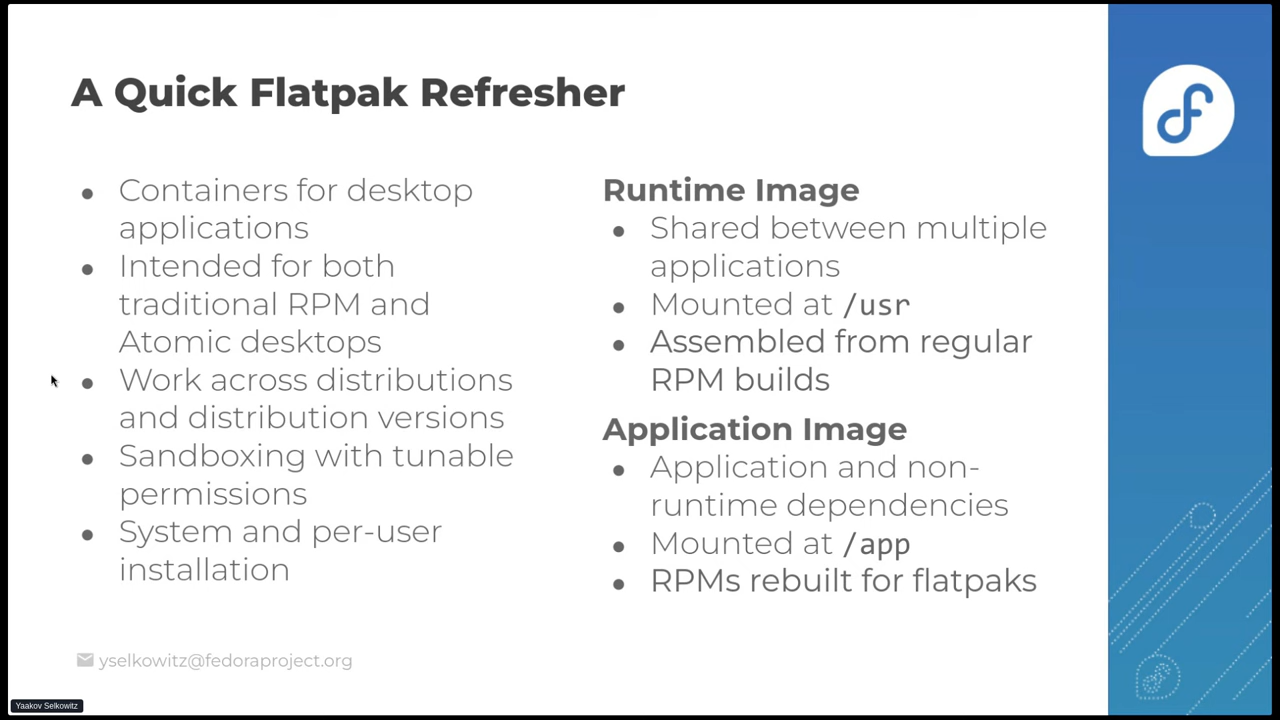 A Quick Flatpak Refresher
● Containers for desktop
applications
● Intended for both
traditional RPM and
Atomic desktops
● Work across distributions
and distribution versions
● Sandboxing with tunable
permissions
● System and per-user
installation
Runtime Image
● Shared between multiple
applications
● Mounted at /usr
● Assembled from regular
RPM builds
Application Image
● Application and non-
runtime dependencies
● Mounted at /app
● RPMs rebuilt for flatpaks
yselkowitz@fedoraproject.org
Yaakov Selkowitz